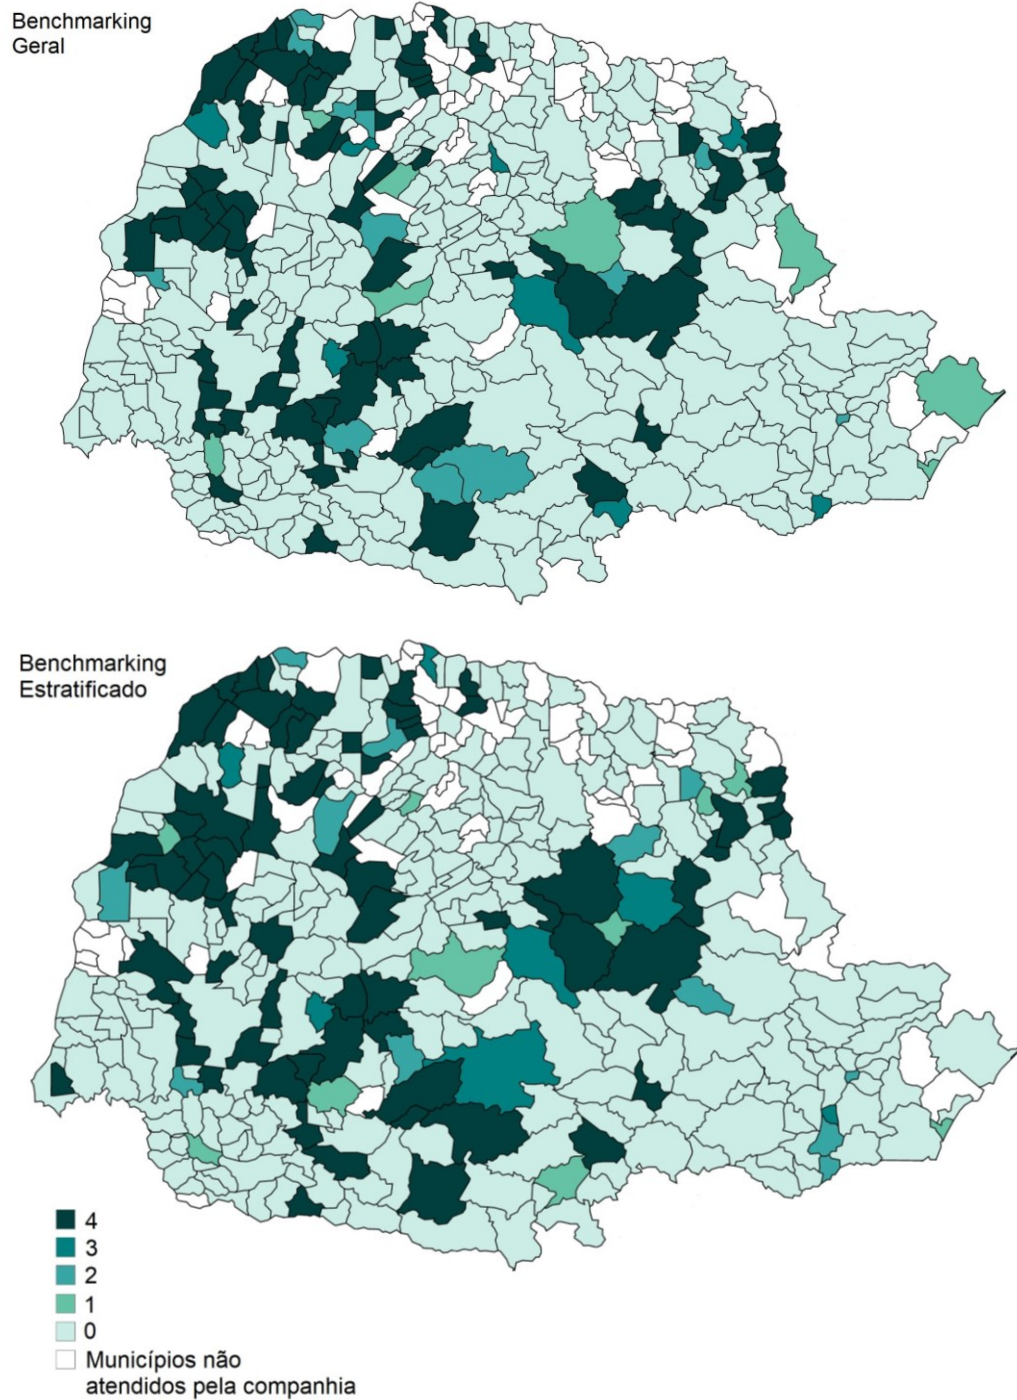 Benchmarking
Geral
Benchmarking
Estratificado
4
3
2
1
0
Municípios não
atendidos pela companhia